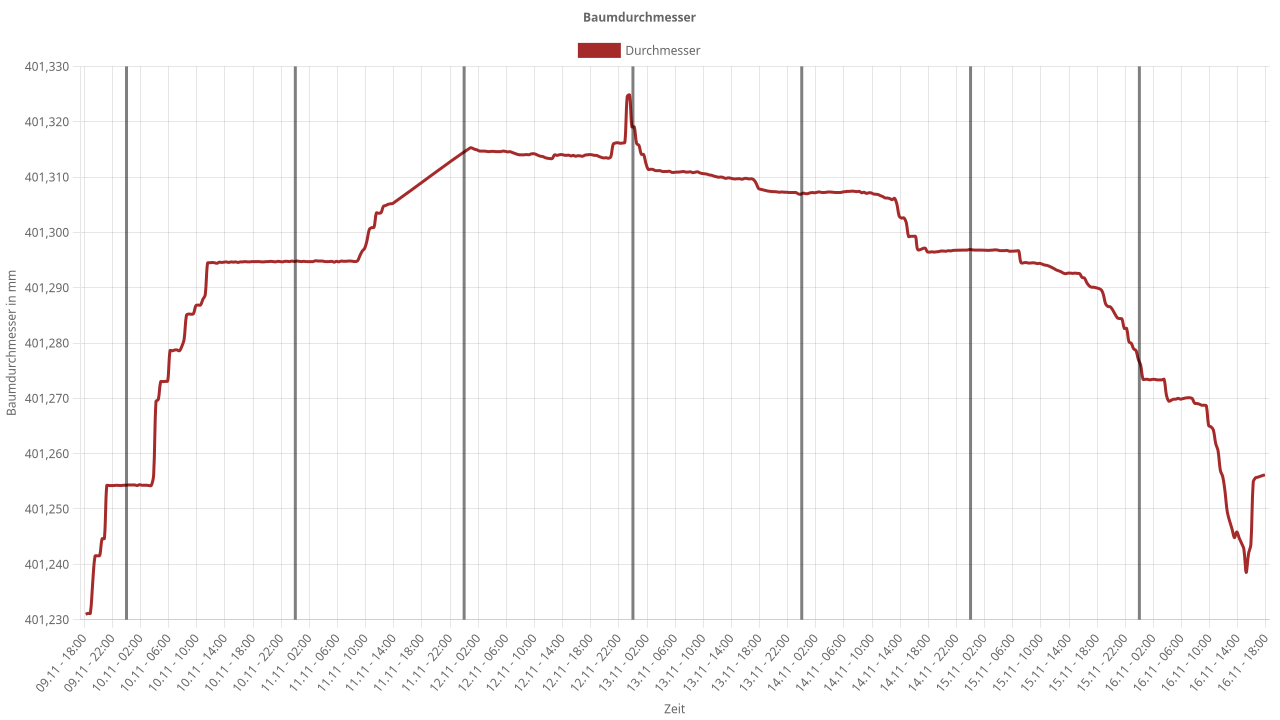 Baumdurchmesser
Durchmesser
401,330
401,320
401,310
401,300
401,290
401,280
401,270
401,260
401,250
401,240
401,230
Baumdurchmesser in mm
09.11 - 18:00
09.11 - 22:00
10.11 - 02:00
10.11 - 06:00
10.11 - 10:00
10.11 - 14:00
10.11 - 18:00
10.11 - 22:00
11.11 - 02:00
11.11 - 06:00
11.11 - 10:00
11.11 - 14:00
11.11 - 18:00
11.11 - 22:00
12.11 - 02:00
12.11 - 06:00
12.11 - 10:00
12.11 - 14:00
12.11 - 18:00
12.11 - 22:00
13.11 - 02:00
13.11 - 06:00
13.11 - 10:00
13.11 - 14:00
13.11 - 18:00
13.11 - 22:00
14.11 - 02:00
14.11 - 06:00
14.11 - 10:00
14.11 - 14:00
14.11 - 18:00
14.11 - 22:00
15.11 - 02:00
15.11 - 06:00
15.11 - 10:00
15.11 - 14:00
15.11 - 18:00
15.11 - 22:00
16.11 - 02:00
16.11 - 06:00
16.11 - 10:00
16.11 - 14:00
16.11 - 18:00
Zeit